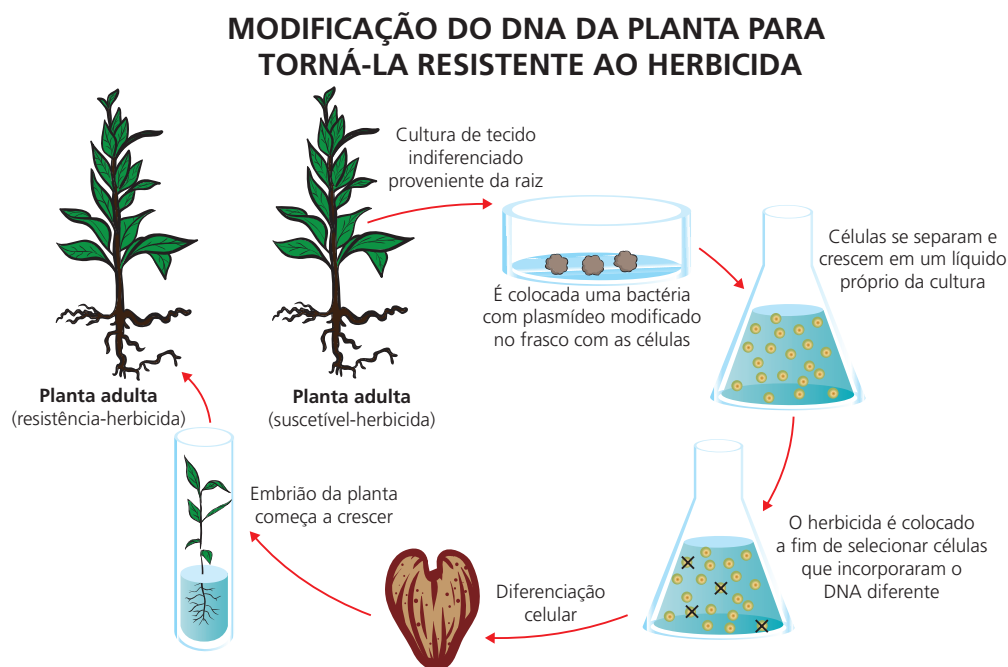 MODIFICAÇÃO DO DNA DA PLANTA PARA
TORNÁ-LA RESISTENTE AO HERBICIDA
Cultura de tecido
indiferenciado
proveniente da raiz
É colocada uma bactéria
com plasmídeo modificado
no frasco com as células
Células se separam e
crescem em um líquido
próprio da cultura
O herbicida é colocado
a fim de selecionar células
que incorporaram o
DNA diferente
Diferenciação
celular
Embrião da planta
começa a crescer
Planta adulta
(resistência-herbicida)
Planta adulta
(suscetível-herbicida)